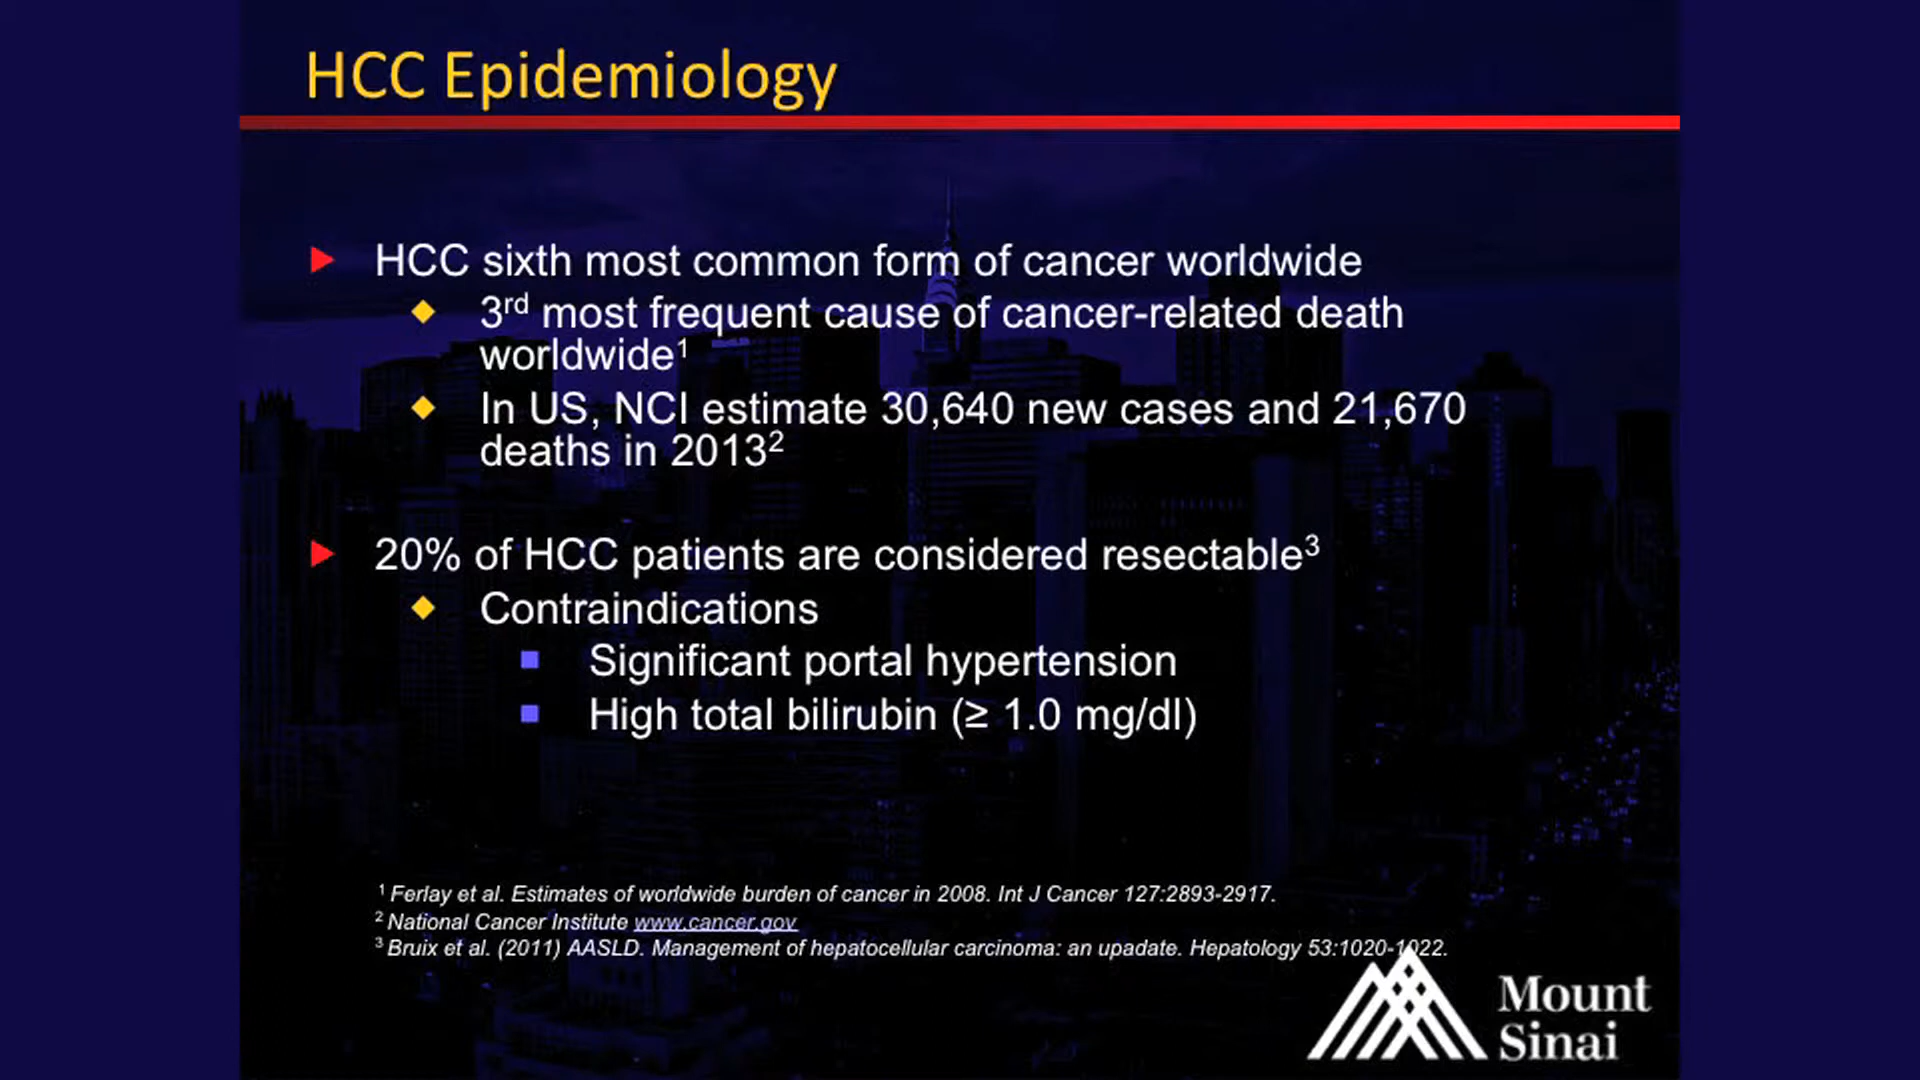 HCC Epidemiology
HCC sixth most common form of cancer worldwide
3rd most frequent cause of cancer-related death
worldwide1
In US, NCI estimate 30,640 new cases and 21,670
deaths in 20132
20% of HCC patients are considered resectable3
Contraindications
Significant portal hypertension
High total bilirubin (≥ 1.0 mg/dl)
1 Ferlay et al. Estimates of worldwide burden of cancer in 2008. Int J Cancer 127:2893-2917.
2 National Cancer Institute www.cancer.gov
3 Bruix et al. (2011) AASLD. Management of hepatocellular carcinoma: an upadate. Hepatology 53:1020-1022.
Mount
Sinai